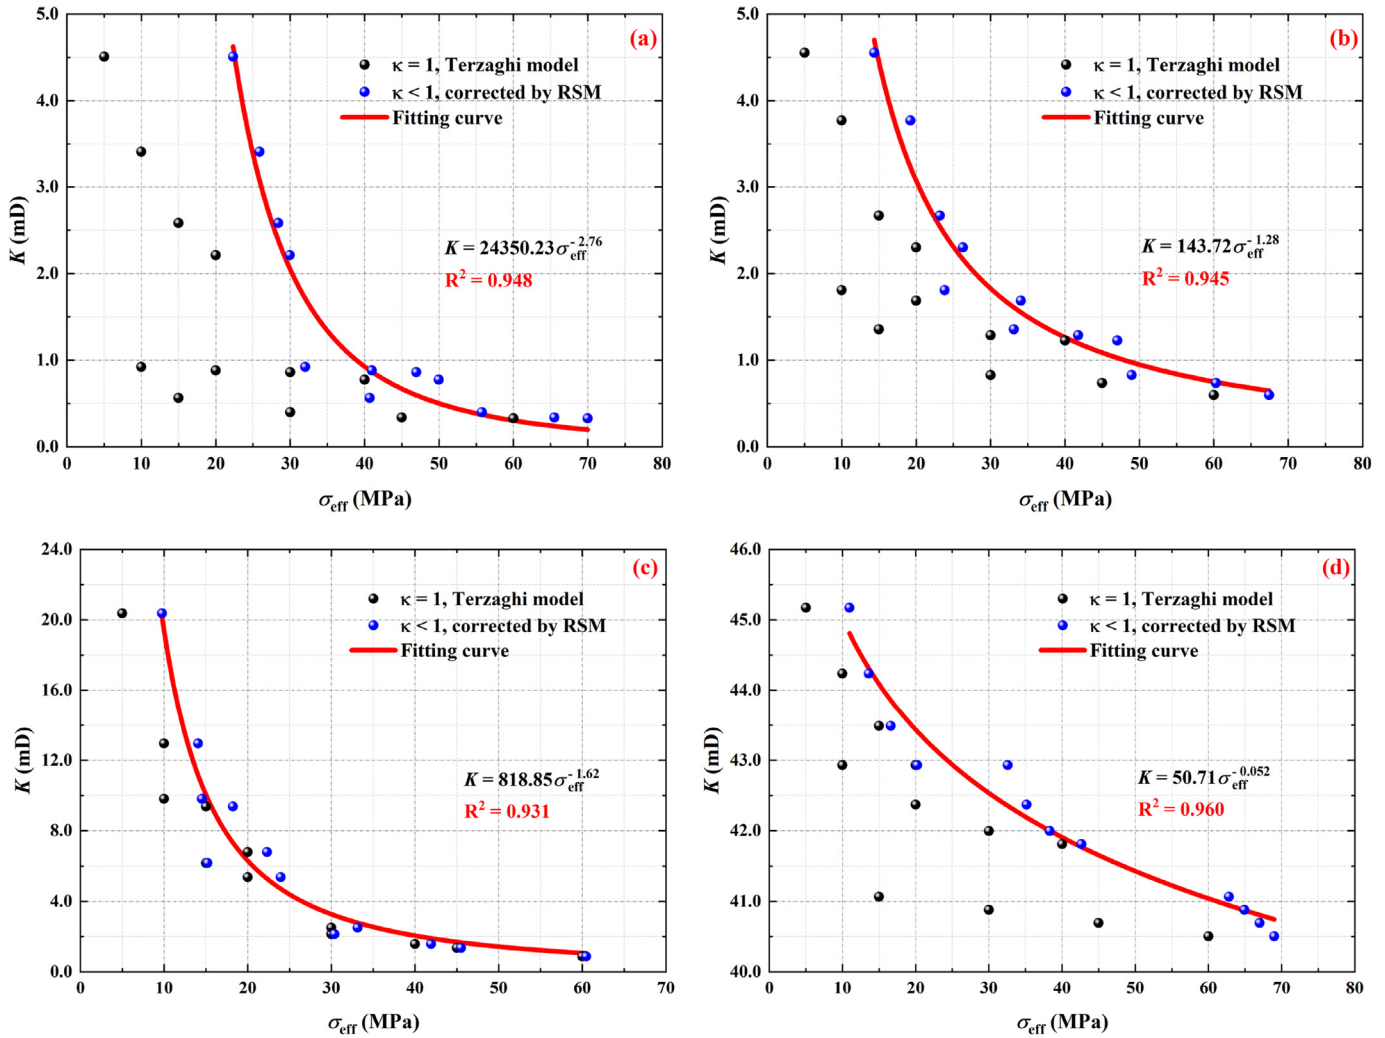 (a)
κ = 1, Terzaghi model
κ < 1, corrected by RSM
Fitting curve
K = 24350.23σeff^-2.76
R² = 0.948
5.0
4.0
3.0
2.0
1.0
0.0
K (mD)
0 10 20 30 40 50 60 70 80
σeff (MPa)
(b)
κ = 1, Terzaghi model
κ < 1, corrected by RSM
Fitting curve
K = 143.72σeff^-1.28
R² = 0.945
5.0
4.0
3.0
2.0
1.0
0.0
K (mD)
0 10 20 30 40 50 60 70 80
σeff (MPa)
(c)
κ = 1, Terzaghi model
κ < 1, corrected by RSM
Fitting curve
K = 818.85σeff^-1.62
R² = 0.931
24.0
20.0
16.0
12.0
8.0
4.0
0.0
K (mD)
0 10 20 30 40 50 60 70
σeff (MPa)
(d)
κ = 1, Terzaghi model
κ < 1, corrected by RSM
Fitting curve
K = 50.71σeff^-0.052
R² = 0.960
46.0
45.0
44.0
43.0
42.0
41.0
40.0
K (mD)
0 10 20 30 40 50 60 70 80
σeff (MPa)